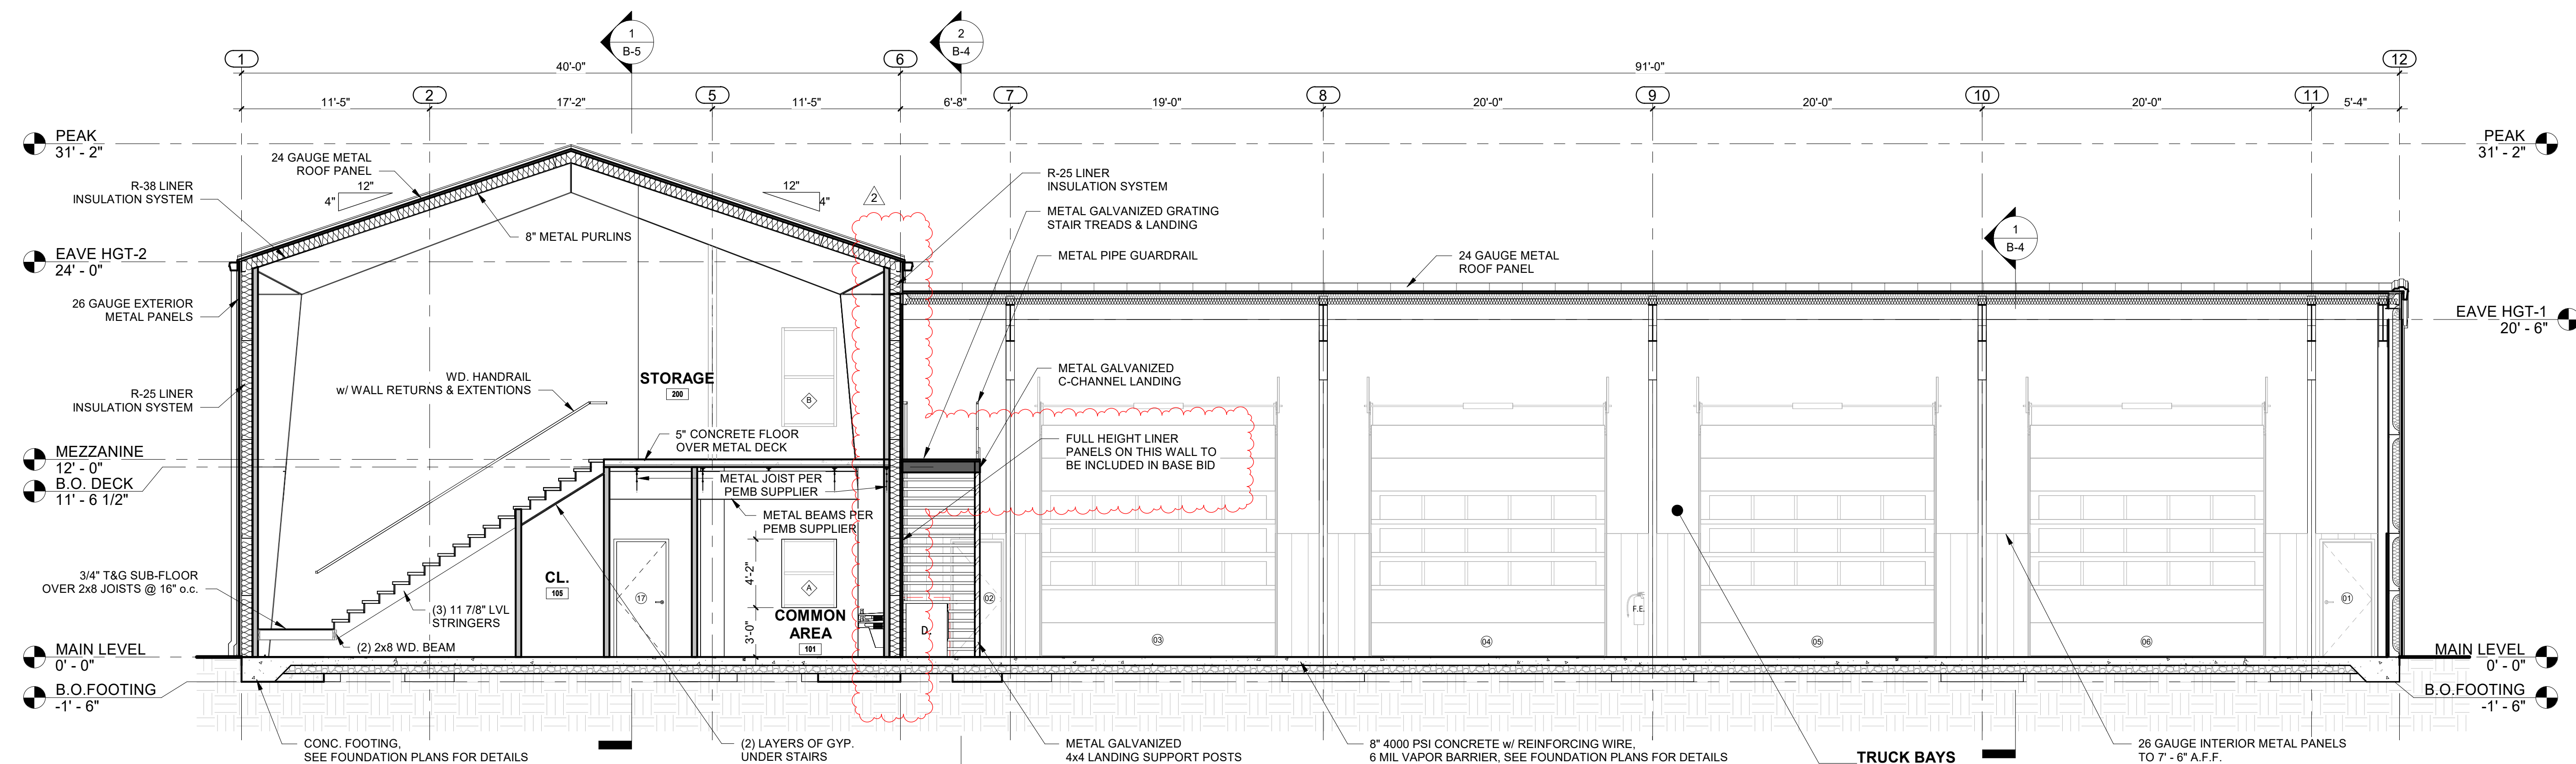 1
B-5
2
B-4
1
40'-0"
6
91'-0"
12
11'-5"
2
17'-2"
5
11'-5"
6'-8"
7
19'-0"
8
20'-0"
9
20'-0"
10
20'-0"
11
5'-4"
PEAK
31' - 2"
PEAK
31' - 2"
24 GAUGE METAL
ROOF PANEL
R-38 LINER
INSULATION SYSTEM
12"
4"
12"
4"
2
R-25 LINER
INSULATION SYSTEM
METAL GALVANIZED GRATING
STAIR TREADS & LANDING
8" METAL PURLINS
1
B-4
EAVE HGT-2
24' - 0"
METAL PIPE GUARDRAIL
24 GAUGE METAL
ROOF PANEL
26 GAUGE EXTERIOR
METAL PANELS
EAVE HGT-1
20' - 6"
R-25 LINER
INSULATION SYSTEM
WD. HANDRAIL
w/ WALL RETURNS & EXTENTIONS
STORAGE
200
B
METAL GALVANIZED
C-CHANNEL LANDING
5" CONCRETE FLOOR
OVER METAL DECK
FULL HEIGHT LINER
PANELS ON THIS WALL TO
BE INCLUDED IN BASE BID
MEZZANINE
12' - 0"
B.O. DECK
11' - 6 1/2"
METAL JOIST PER
PEMB SUPPLIER
METAL BEAMS PER
PEMB SUPPLIER
3/4" T&G SUB-FLOOR
OVER 2x8 JOISTS @ 16" o.c.
CL.
105
(3) 11 7/8" LVL
STRINGERS
(2) 2x8 WD. BEAM
17
4'-2"
3'-0"
A
COMMON
AREA
101
D.
02
03
04
F.E.
05
06
01
MAIN LEVEL
0' - 0"
MAIN LEVEL
0' - 0"
B.O.FOOTING
-1' - 6"
B.O.FOOTING
-1' - 6"
CONC. FOOTING,
SEE FOUNDATION PLANS FOR DETAILS
(2) LAYERS OF GYP.
UNDER STAIRS
METAL GALVANIZED
4x4 LANDING SUPPORT POSTS
8" 4000 PSI CONCRETE w/ REINFORCING WIRE,
6 MIL VAPOR BARRIER, SEE FOUNDATION PLANS FOR DETAILS
TRUCK BAYS
26 GAUGE INTERIOR METAL PANELS
TO 7' - 6" A.F.F.